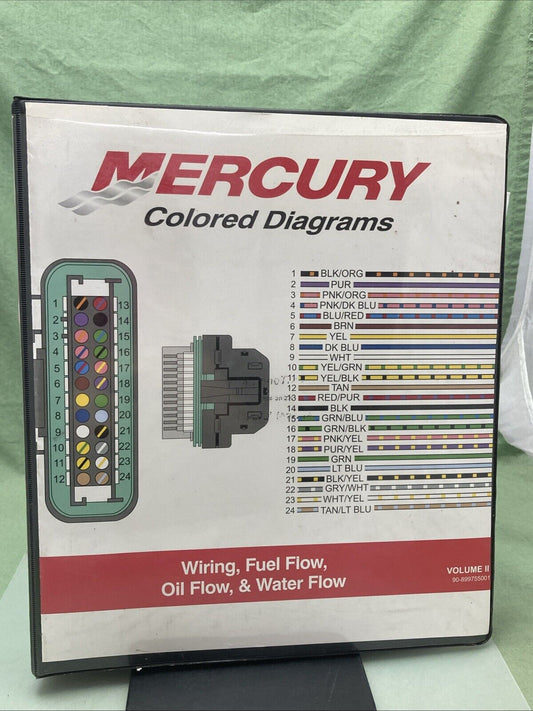 MERCURY
Colored Diagrams
1 BLK/ORG
2 PUR
3 PNK/ORG
4 PNK/DK BLU
5 BLU/RED
6 BRN
7 YEL
8 DK BLU
9 WHT
10 YEL/GRN
11 YEL/BLK
12 TAN
13 RED/PUR
14 BLK
15 GRN/BLU
16 GRN/BLK
17 PNK/YEL
18 PUR/YEL
19 GRN
20 LT BLU
21 BLK/YEL
22 GRY/WHT
23 WHT/YEL
24 TAN/LT BLU
1 13
2 14
3 15
4 16
5 17
6 18
7 19
8 20
9 21
10 22
11 23
12 24
Wiring, Fuel Flow,
Oil Flow, & Water Flow
VOLUME II
90-899755001